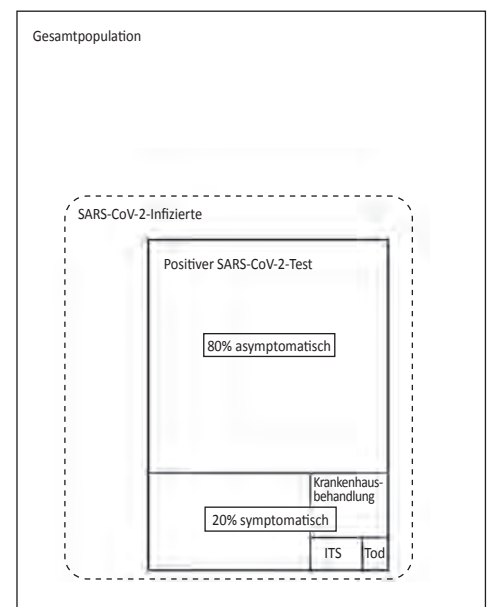 Gesamtpopulation
SARS-CoV-2-Infizierte
Positiver SARS-CoV-2-Test
80% asymptomatisch
Krankenhaus-
behandlung
20% symptomatisch
ITS
Tod